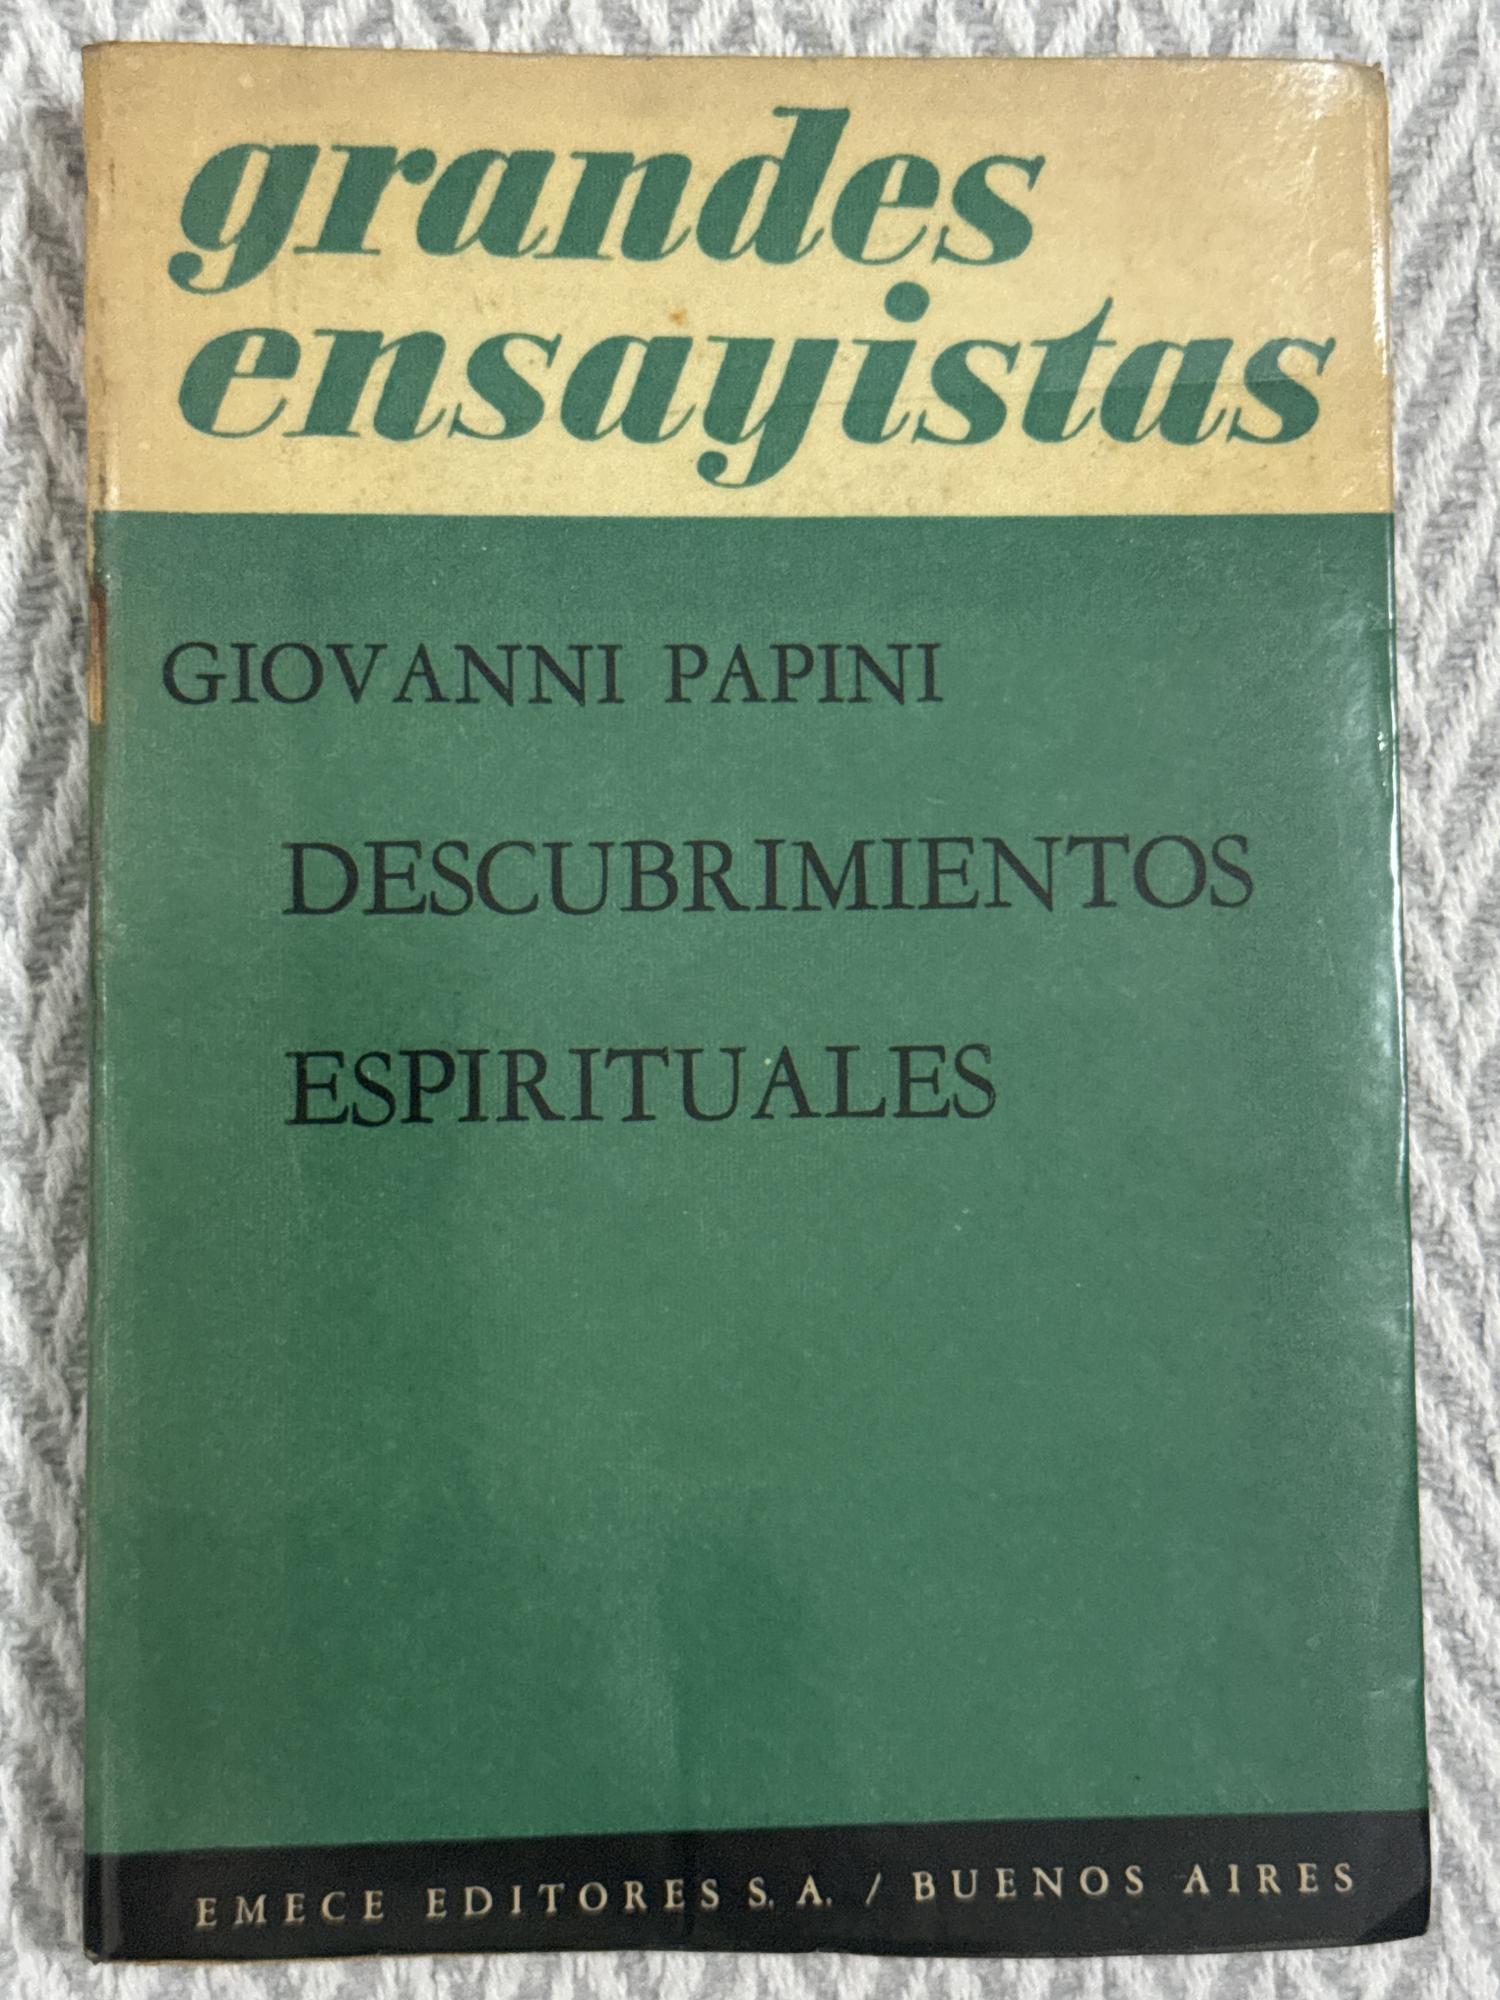 grandes
ensayistas
GIOVANNI PAPINI
DESCUBRIMIENTOS
ESPIRITUALES
EMECE EDITORES S. A. / BUENOS AIRES